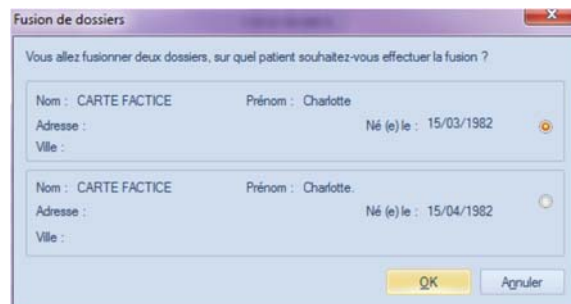 Fusion de dossiers
Vous allez fusionner deux dossiers, sur quel patient souhaitez-vous effectuer la fusion ?
Nom : CARTE FACTICE Prénom : Charlotte
Adresse : Né (e) le : 15/03/1982
Ville :
Nom : CARTE FACTICE Prénom : Charlotte.
Adresse : Né (e) le : 15/04/1982
Ville :
OK Annuler